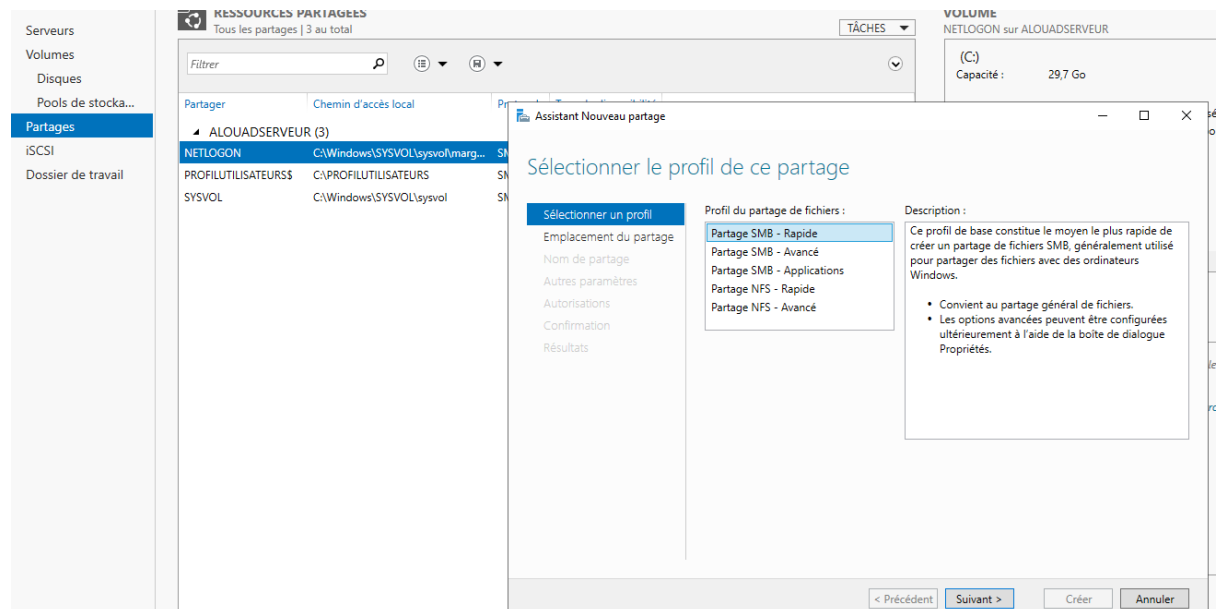 Serveurs
Volumes
Disques
Pools de stocka...
Partages
iSCSI
Dossier de travail
RESSOURCES PARTAGÉES
Tous les partages | 3 au total
TÂCHES
Filtrer
Partager Chemin d'accès local
ALOUADSERVEUR (3)
NETLOGON C:\Windows\SYSVOL\sysvol\marg...
PROFILUTILISATEURS$ C:\PROFILUTILISATEURS
SYSVOL C:\Windows\SYSVOL\sysvol
VOLUME
NETLOGON sur ALOUADSERVEUR
(C:)
Capacité : 29,7 Go
Assistant Nouveau partage
Sélectionner le profil de ce partage
Sélectionner un profil
Emplacement du partage
Nom de partage
Autres paramètres
Autorisations
Confirmation
Résultats
Profil du partage de fichiers :
Partage SMB - Rapide
Partage SMB - Avancé
Partage SMB - Applications
Partage NFS - Rapide
Partage NFS - Avancé
Description :
Ce profil de base constitue le moyen le plus rapide de
créer un partage de fichiers SMB, généralement utilisé
pour partager des fichiers avec des ordinateurs
Windows.
• Convient au partage général de fichiers.
• Les options avancées peuvent être configurées
ultérieurement à l'aide de la boîte de dialogue
Propriétés.
< Précédent Suivant > Créer Annuler